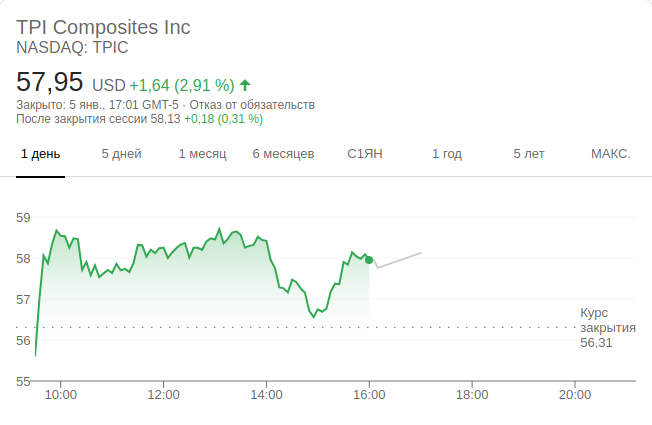 TPI Composites Inc
NASDAQ: TPIC
57,95 USD +1,64 (2,91 %)
Закрыто: 5 янв., 17:01 GMT-5 · Отказ от обязательств
После закрытия сессии 58,13 +0,18 (0,31 %)
1 день 5 дней 1 месяц 6 месяцев С1ЯН 1 год 5 лет МАКС.
59
58
57
Курс
закрытия
56,31
56
55
10:00 12:00 14:00 16:00 18:00 20:00